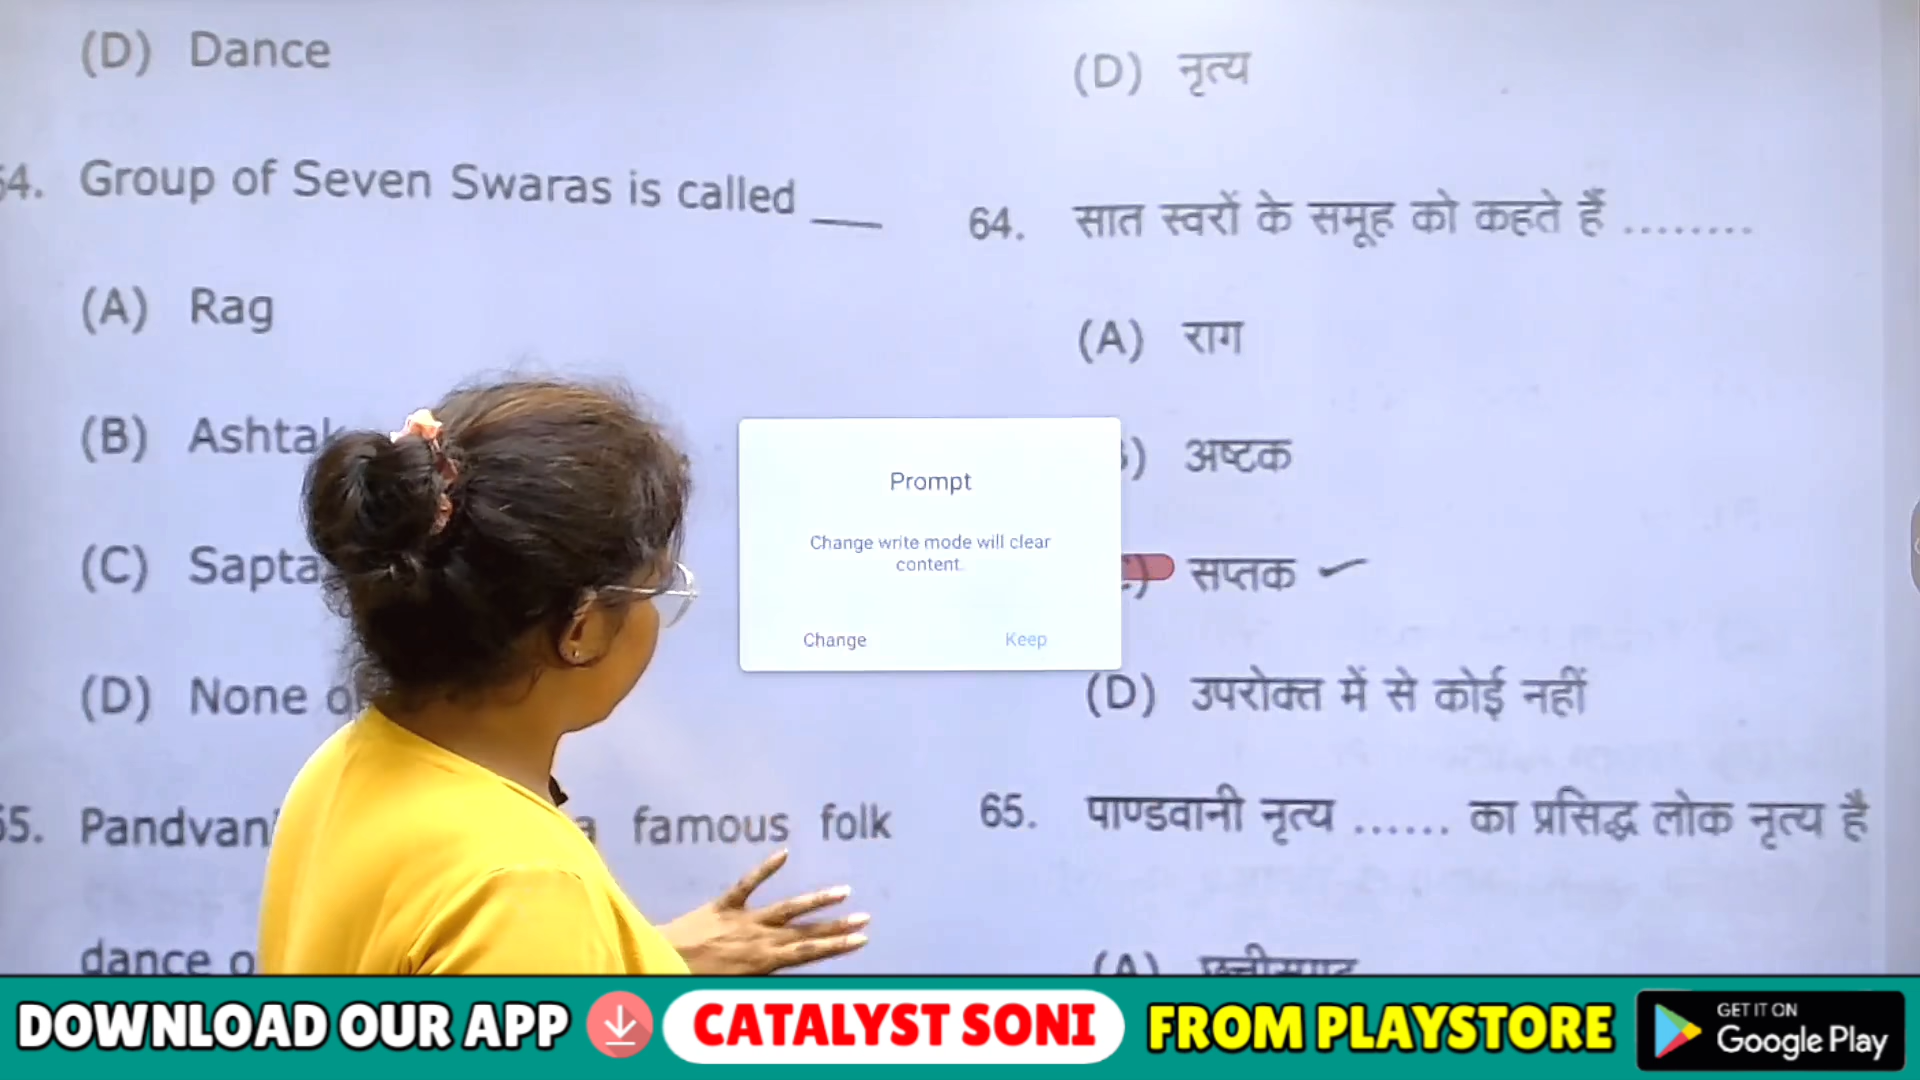 (D) Dance
64. Group of Seven Swaras is called ___
(A) Rag
(B) Ashtak
(C) Sapta
(D) None o
65. Pandvani a famous folk
dance o
(D) नृत्य
64. सात स्वरों के समूह को कहते हैं .........
(A) राग
(B) अष्टक
(C) सप्तक
(D) उपरोक्त में से कोई नहीं
65. पाण्डवानी नृत्य ...... का प्रसिद्ध लोक नृत्य है
(A) छत्तीसगढ़
Prompt
Change write mode will clear
content.
Change Keep
DOWNLOAD OUR APP CATALYST SONI FROM PLAYSTORE
GET IT ON
Google Play